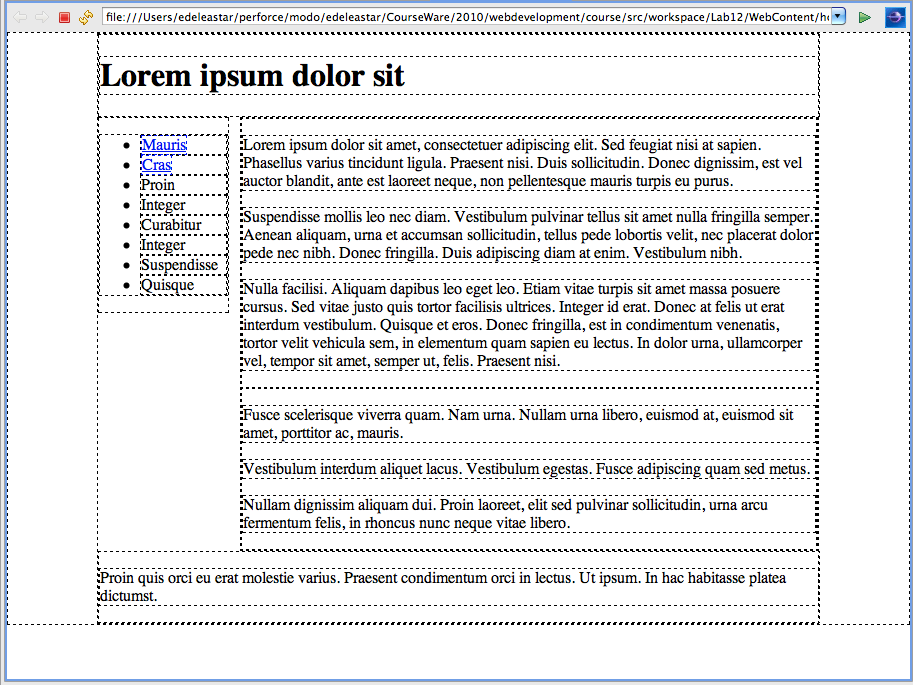 file:///Users/edeleastar/perforce/modo/edeleastar/CourseWare/2010/webdevelopment/course/src/workspace/Lab12/WebContent/h
Lorem ipsum dolor sit
Mauris
Cras
Proin
Integer
Curabitur
Integer
Suspendisse
Quisque
Lorem ipsum dolor sit amet, consectetuer adipiscing elit. Sed feugiat nisi at sapien.
Phasellus varius tincidunt ligula. Praesent nisi. Duis sollicitudin. Donec dignissim, est vel
auctor blandit, ante est laoreet neque, non pellentesque mauris turpis eu purus.
Suspendisse mollis leo nec diam. Vestibulum pulvinar tellus sit amet nulla fringilla semper.
Aenean aliquam, urna et accumsan sollicitudin, tellus pede lobortis velit, nec placerat dolor
pede nec nibh. Donec fringilla. Duis adipiscing diam at enim. Vestibulum nibh.
Nulla facilisi. Aliquam dapibus leo eget leo. Etiam vitae turpis sit amet massa posuere
cursus. Sed vitae justo quis tortor facilisis ultrices. Integer id erat. Donec at felis ut erat
interdum vestibulum. Quisque et eros. Donec fringilla, est in condimentum venenatis,
tortor velit vehicula sem, in elementum quam sapien eu lectus. In dolor urna, ullamcorper
vel, tempor sit amet, semper ut, felis. Praesent nisi.
Fusce scelerisque viverra quam. Nam urna. Nullam urna libero, euismod at, euismod sit
amet, porttitor ac, mauris.
Vestibulum interdum aliquet lacus. Vestibulum egestas. Fusce adipiscing quam sed metus.
Nullam dignissim aliquam dui. Proin laoreet, elit sed pulvinar sollicitudin, urna arcu
fermentum felis, in rhoncus nunc neque vitae libero.
Proin quis orci eu erat molestie varius. Praesent condimentum orci in lectus. Ut ipsum. In hac habitasse platea
dictumst.